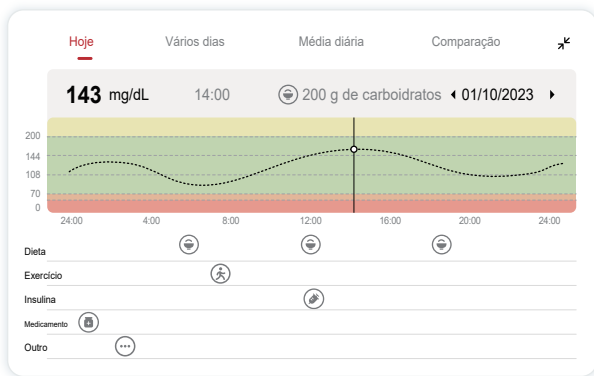 Hoje Vários dias Média diária Comparação
143 mg/dL 14:00 200 g de carboidratos 01/10/2023
200
144
108
70
0
24:00 4:00 8:00 12:00 16:00 20:00 24:00
Dieta
Exercício
Insulina
Medicamento
Outro